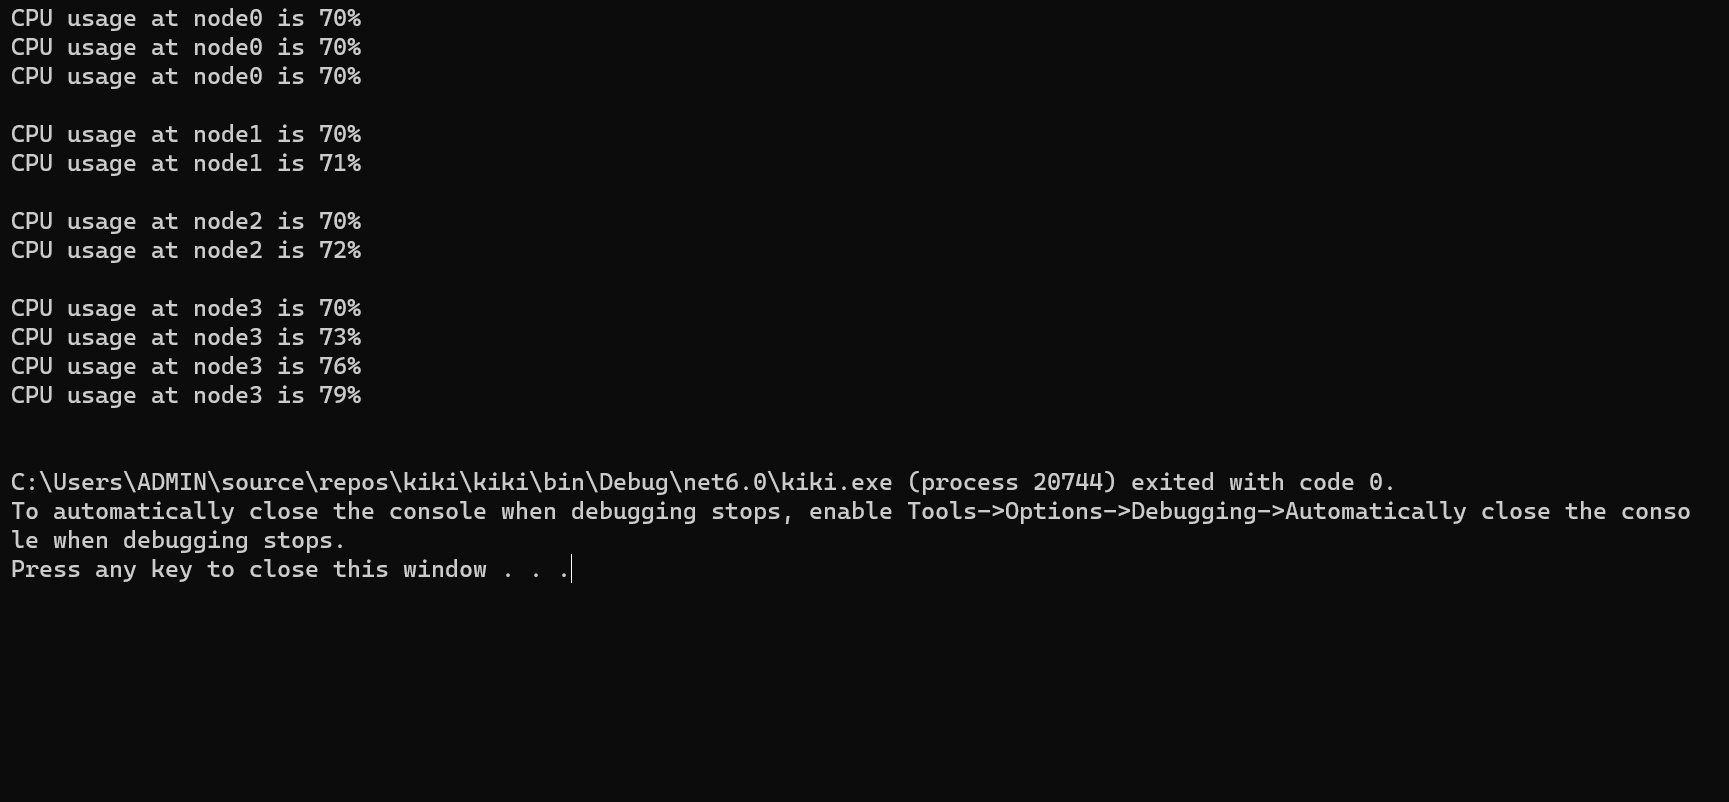 CPU usage at node0 is 70%
CPU usage at node0 is 70%
CPU usage at node0 is 70%
CPU usage at node1 is 70%
CPU usage at node1 is 71%
CPU usage at node2 is 70%
CPU usage at node2 is 72%
CPU usage at node3 is 70%
CPU usage at node3 is 73%
CPU usage at node3 is 76%
CPU usage at node3 is 79%
C:\Users\ADMIN\source\repos\kiki\kiki\bin\Debug\net6.0\kiki.exe (process 20744) exited with code 0.
To automatically close the console when debugging stops, enable Tools->Options->Debugging->Automatically close the conso
le when debugging stops.
Press any key to close this window . . .